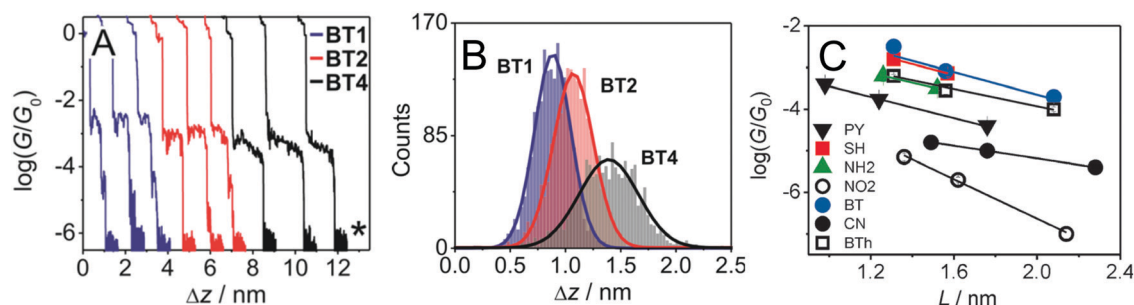 A
BT1
BT2
BT4
log(G/G0)
0
-2
-4
-6
*
0 2 4 6 8 10 12
Δz / nm
B
170
85
0
Counts
BT1
BT2
BT4
0.0 0.5 1.0 1.5 2.0 2.5
Δz / nm
C
-2
-4
-6
log(G/G0)
PY
SH
NH2
NO2
BT
CN
BTh
1.2 1.6 2.0 2.4
L / nm